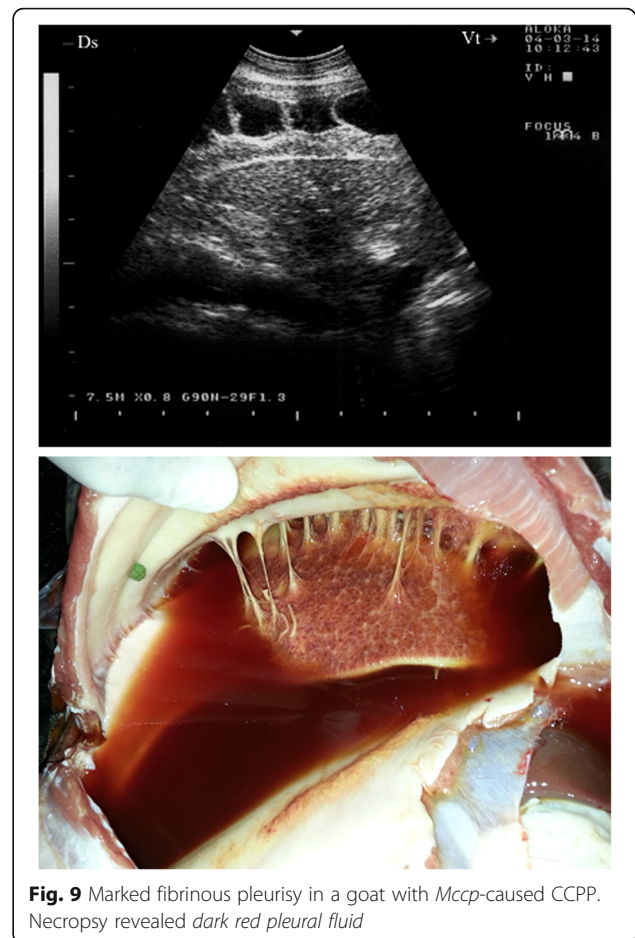 Ds
Vt →
ALOKA
04-03-14
10:12:43
ID:
V H
FOCUS
B
7.5M X0.8 G90N-29F1.3
Fig. 9 Marked fibrinous pleurisy in a goat with Mccp-caused CCPP.
Necropsy revealed dark red pleural fluid